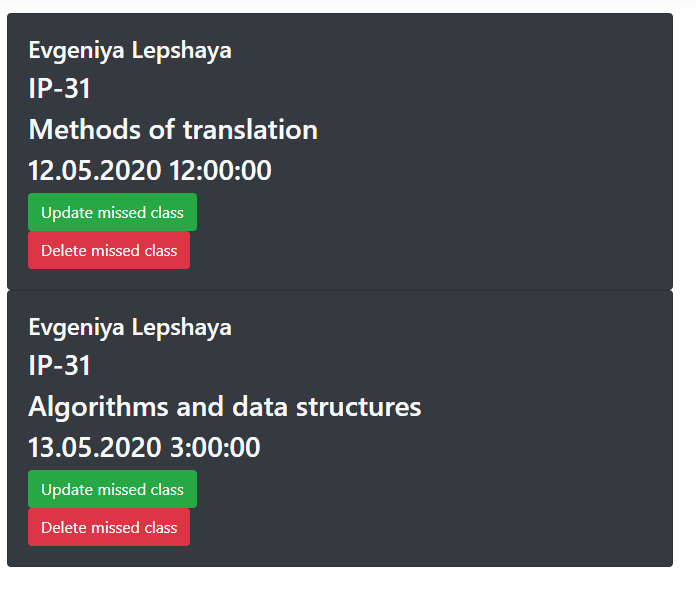 Evgeniya Lepshaya
IP-31
Methods of translation
12.05.2020 12:00:00
Update missed class
Delete missed class
Evgeniya Lepshaya
IP-31
Algorithms and data structures
13.05.2020 3:00:00
Update missed class
Delete missed class